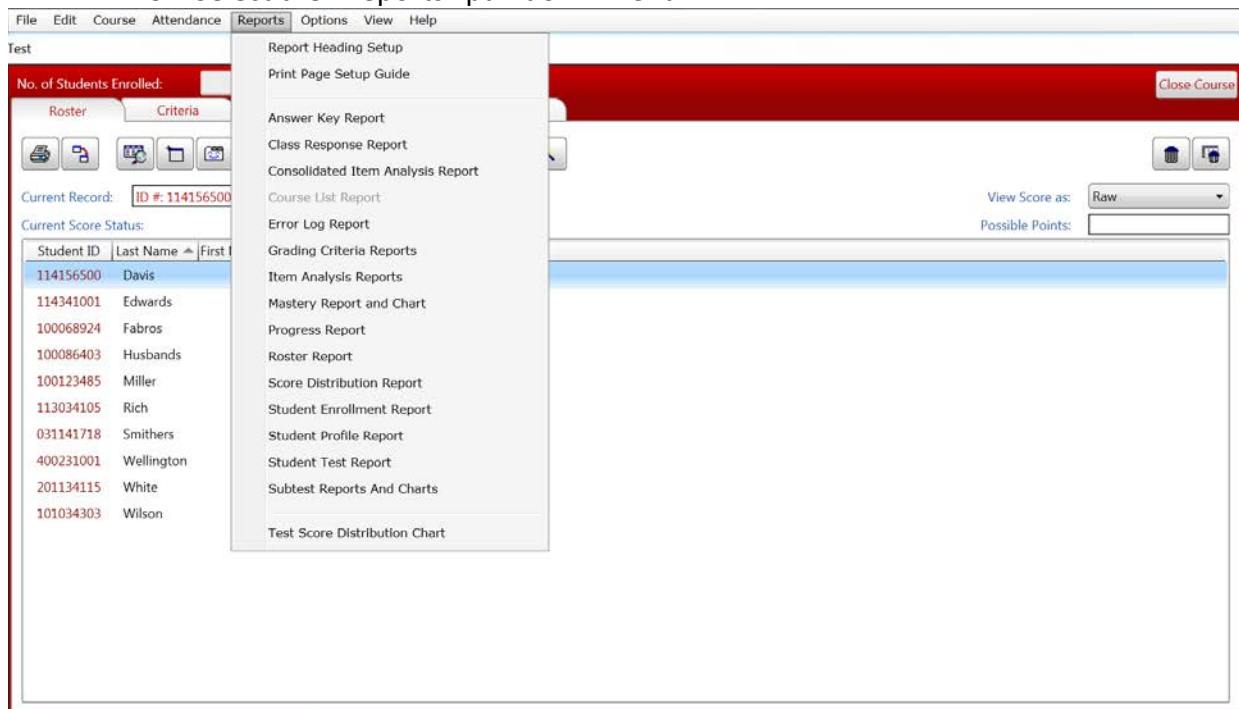 File Edit Course Attendance Reports Options View Help
Test
No. of Students Enrolled:
Close Course
Roster Criteria
Current Record: ID #: 114156500
View Score as: Raw
Current Score Status:
Possible Points:
Student ID Last Name First
114156500 Davis
114341001 Edwards
100068924 Fabros
100086403 Husbands
100123485 Miller
113034105 Rich
031141718 Smithers
400231001 Wellington
201134115 White
101034303 Wilson
Report Heading Setup
Print Page Setup Guide
Answer Key Report
Class Response Report
Consolidated Item Analysis Report
Course List Report
Error Log Report
Grading Criteria Reports
Item Analysis Reports
Mastery Report and Chart
Progress Report
Roster Report
Score Distribution Report
Student Enrollment Report
Student Profile Report
Student Test Report
Subtest Reports And Charts
Test Score Distribution Chart